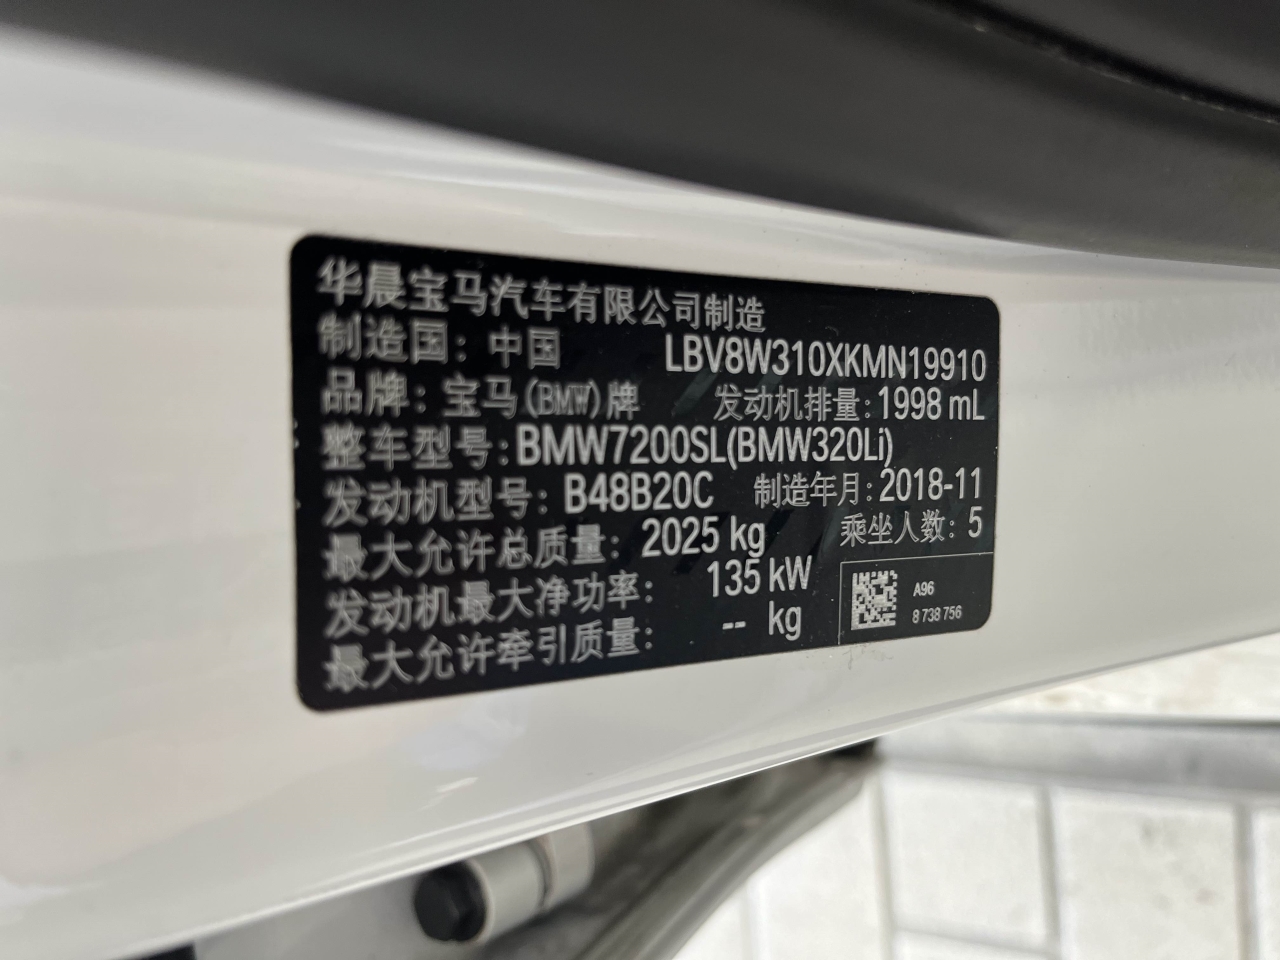 华晨宝马汽车有限公司制造
制造国：中国 LBV8W310XKMN19910
品牌：宝马(BMW)牌 发动机排量:1998 mL
整车型号:BMW7200SL(BMW320Li)
发动机型号：B48B20C 制造年月:2018-11
最大允许总质量：2025 kg 乘坐人数：5
发动机最大净功率：135 kW
最大允许牵引质量：-- kg
A96
8 738 756